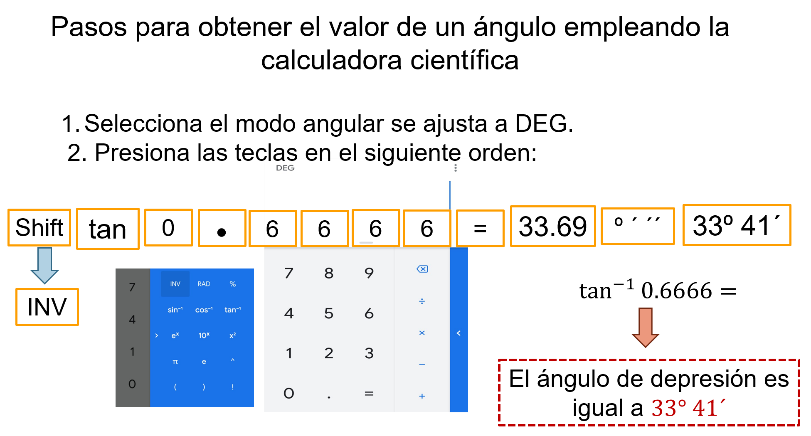 Pasos para obtener el valor de un ángulo empleando la
calculadora científica
1. Selecciona el modo angular se ajusta a DEG.
2. Presiona las teclas en el siguiente orden:
DEG
Shift tan 0 . 6 6 6 6 = 33.69 º ´ ´´ 33º 41´
INV
7 INV RAD %
4 sin⁻¹ cos⁻¹ tan⁻¹
> eˣ 10ˣ x²
1 π e ^
0 ( ) !
7 8 9
4 5 6 ÷
1 2 3 ×
0 . = − +
<
tan⁻¹ 0.6666 =
El ángulo de depresión es
igual a 33° 41´